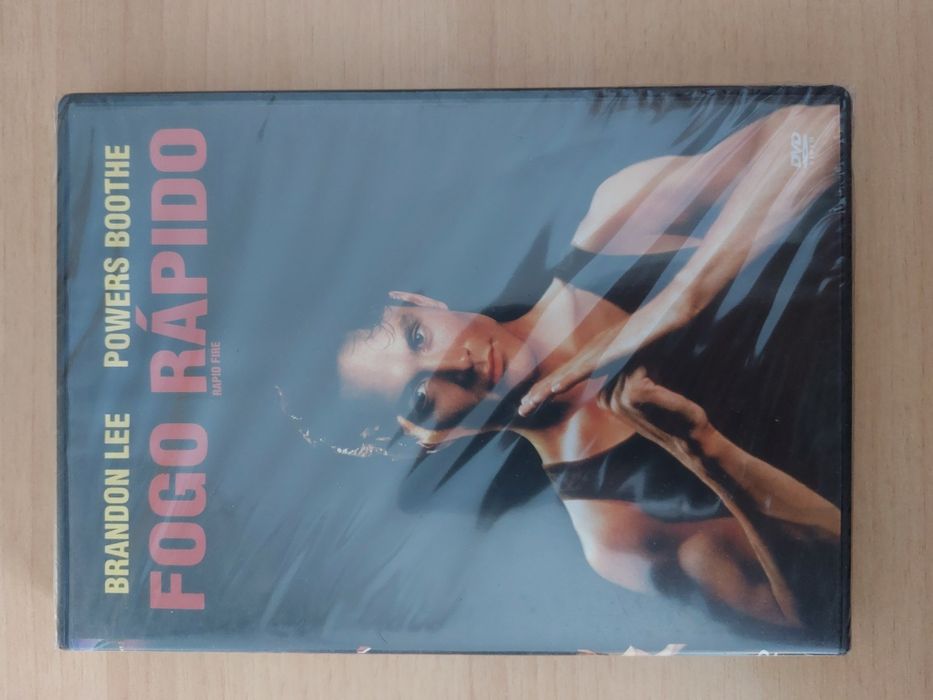 BRANDON LEE POWERS BOOTHE
FOGO RÁPIDO
RAPID FIRE
DVD